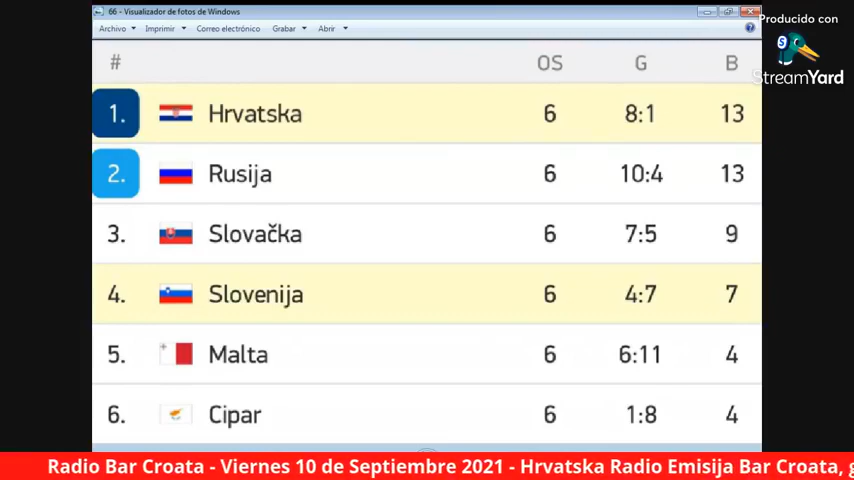 66 - Visualizador de fotos de Windows
Archivo Imprimir Correo electrónico Grabar Abrir
Producido con
StreamYard
# OS G B
1. Hrvatska 6 8:1 13
2. Rusija 6 10:4 13
3. Slovačka 6 7:5 9
4. Slovenija 6 4:7 7
5. Malta 6 6:11 4
6. Cipar 6 1:8 4
Radio Bar Croata - Viernes 10 de Septiembre 2021 - Hrvatska Radio Emisija Bar Croata, g